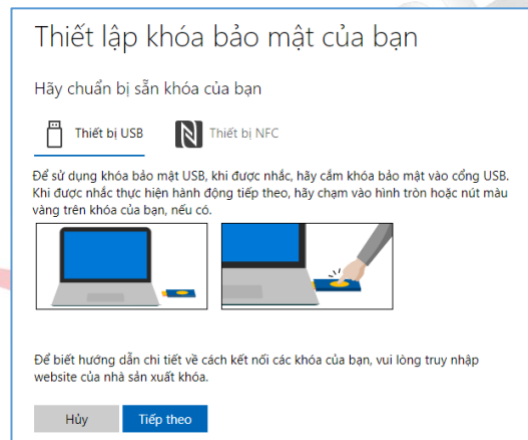 Thiết lập khóa bảo mật của bạn
Hãy chuẩn bị sẵn khóa của bạn
Thiết bị USB
Thiết bị NFC
Để sử dụng khóa bảo mật USB, khi được nhắc, hãy cắm khóa bảo mật vào cổng USB.
Khi được nhắc thực hiện hành động tiếp theo, hãy chạm vào hình tròn hoặc nút màu
vàng trên khóa của bạn, nếu có.
Để biết hướng dẫn chi tiết về cách kết nối các khóa của bạn, vui lòng truy nhập
website của nhà sản xuất khóa.
Hủy
Tiếp theo